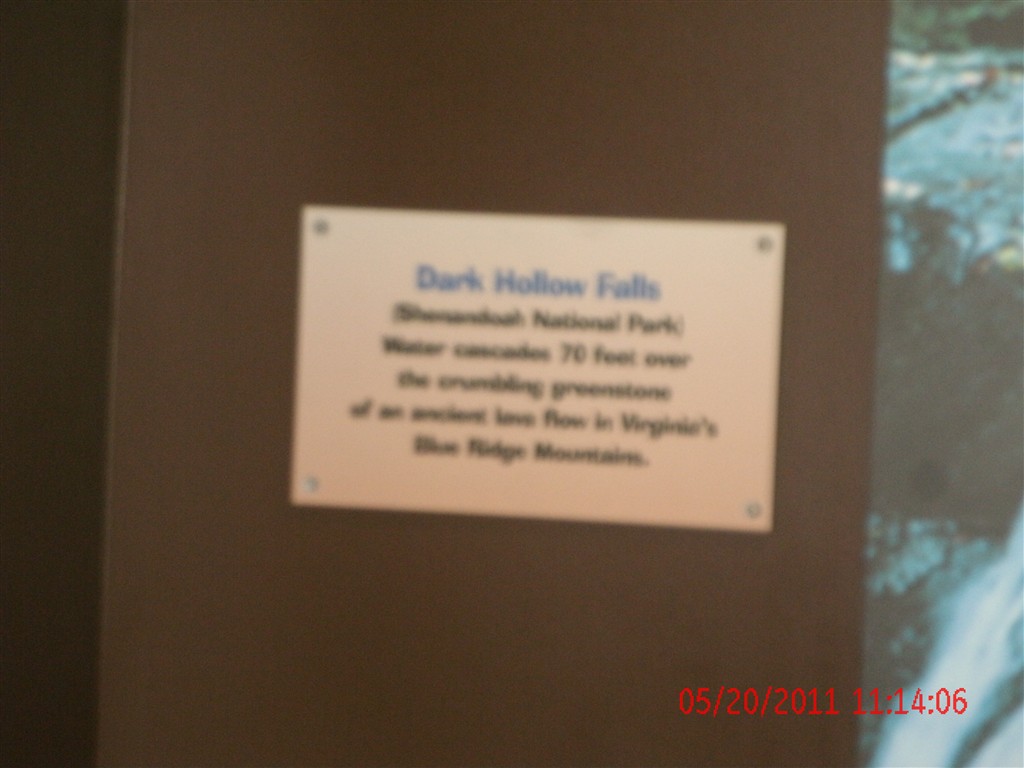 Dark Hollow Falls
(Shenandoah National Park)
Water cascades 70 feet over
the crumbling greenstone
of an ancient lava flow in Virginia's
Blue Ridge Mountains.
05/20/2011 11:14:06